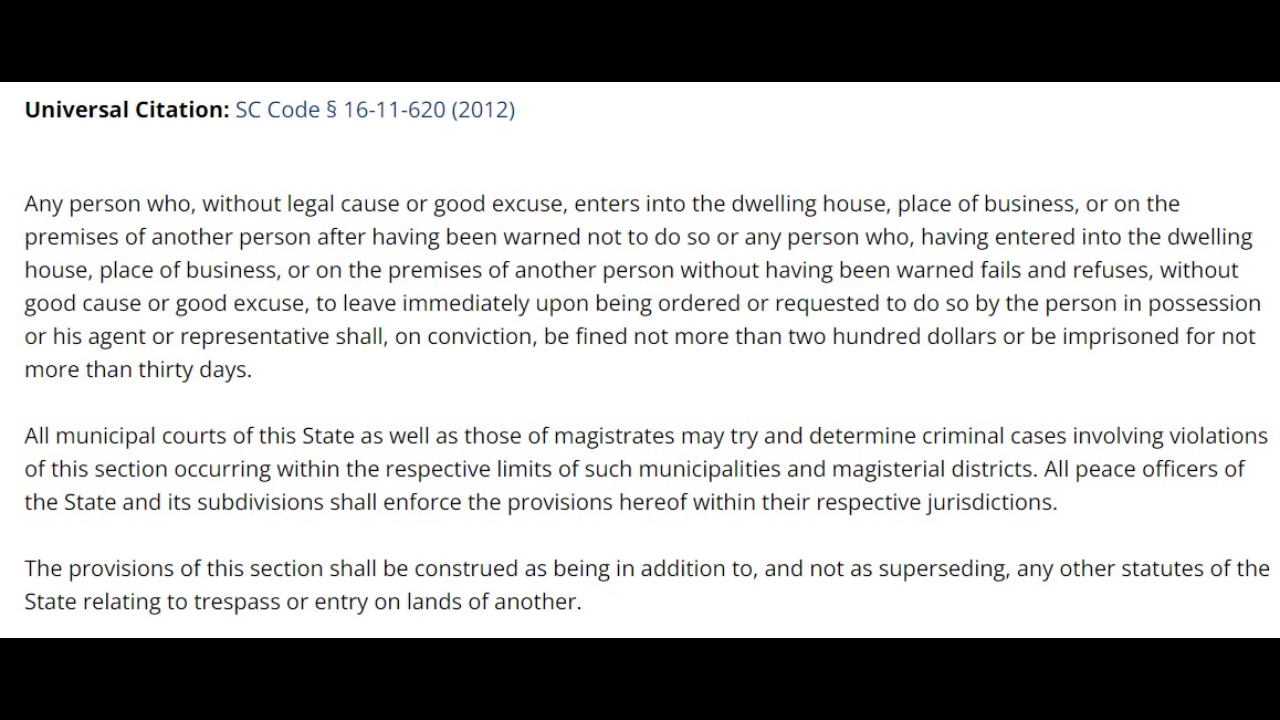 Universal Citation: SC Code § 16-11-620 (2012)
Any person who, without legal cause or good excuse, enters into the dwelling house, place of business, or on the
premises of another person after having been warned not to do so or any person who, having entered into the dwelling
house, place of business, or on the premises of another person without having been warned fails and refuses, without
good cause or good excuse, to leave immediately upon being ordered or requested to do so by the person in possession
or his agent or representative shall, on conviction, be fined not more than two hundred dollars or be imprisoned for not
more than thirty days.
All municipal courts of this State as well as those of magistrates may try and determine criminal cases involving violations
of this section occurring within the respective limits of such municipalities and magisterial districts. All peace officers of
the State and its subdivisions shall enforce the provisions hereof within their respective jurisdictions.
The provisions of this section shall be construed as being in addition to, and not as superseding, any other statutes of the
State relating to trespass or entry on lands of another.